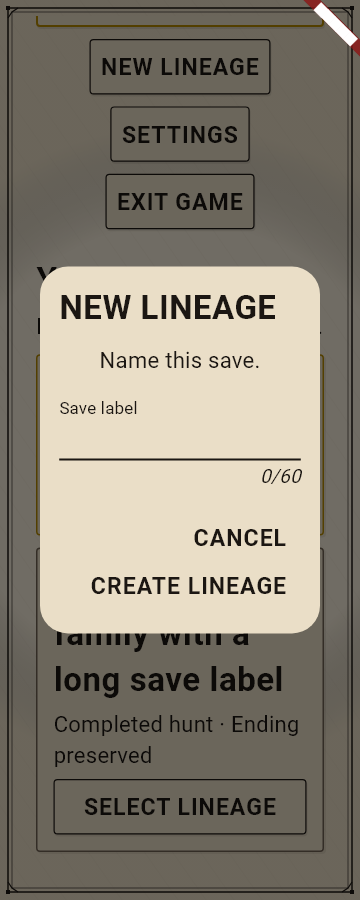 NEW LINEAGE
SETTINGS
EXIT GAME
NEW LINEAGE
Name this save.
Save label
0/60
CANCEL
CREATE LINEAGE
family with a
long save label
Completed hunt · Ending
preserved
SELECT LINEAGE